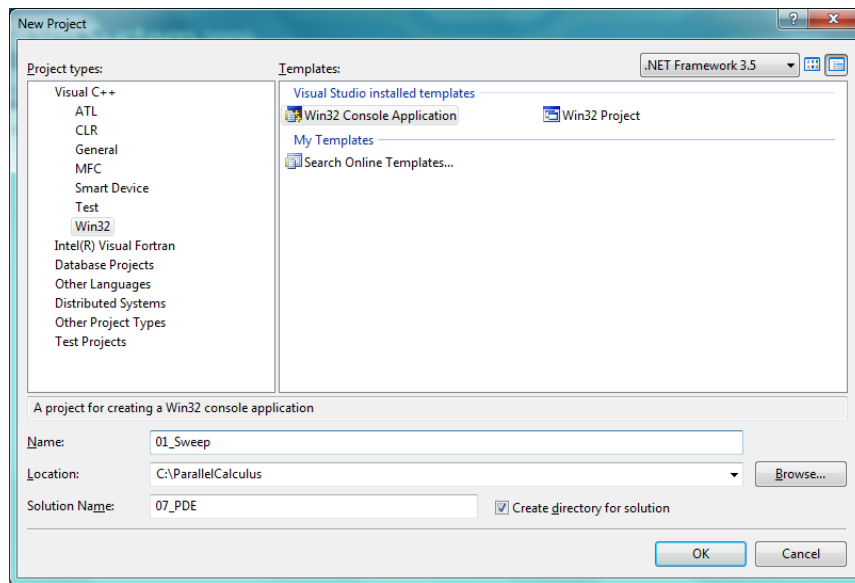 New Project
Project types:
Templates:
.NET Framework 3.5
Visual C++
ATL
CLR
General
MFC
Smart Device
Test
Win32
Intel(R) Visual Fortran
Database Projects
Other Languages
Distributed Systems
Other Project Types
Test Projects
Visual Studio installed templates
Win32 Console Application
Win32 Project
My Templates
Search Online Templates...
A project for creating a Win32 console application
Name:
01_Sweep
Location:
C:\ParallelCalculus
Browse...
Solution Name:
07_PDE
Create directory for solution
OK
Cancel